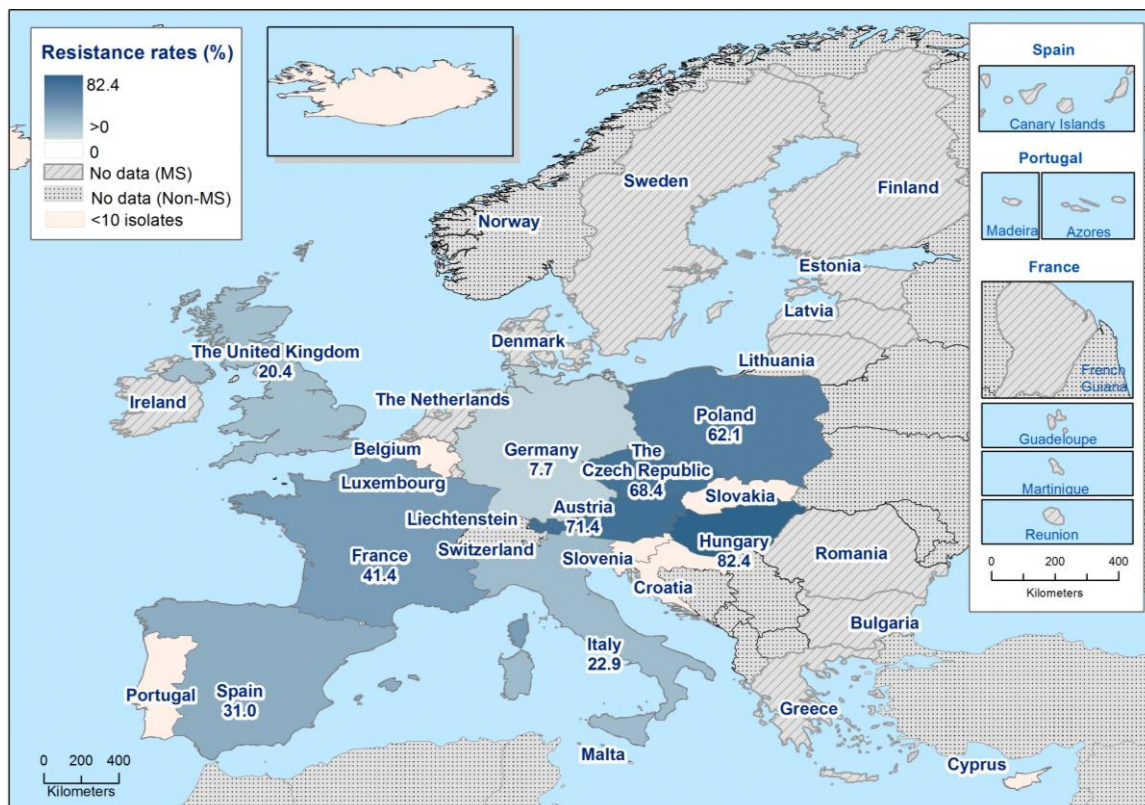 Resistance rates (%)
82.4
>0
0
No data (MS)
No data (Non-MS)
<10 isolates
Spain
Canary Islands
Portugal
Madeira
Azores
France
French
Guiana
Guadeloupe
Martinique
Reunion
0 200 400
Kilometers
Sweden
Finland
Norway
Estonia
Latvia
Denmark
Lithuania
The United Kingdom
20.4
Ireland
The Netherlands
Poland
62.1
Belgium
Germany
7.7
The
Czech Republic
68.4
Luxembourg
Slovakia
Austria
71.4
Liechtenstein
Hungary
82.4
Switzerland
Slovenia
Romania
France
41.4
Croatia
Bulgaria
Italy
22.9
Portugal
Spain
31.0
Greece
Malta
Cyprus
0 200 400
Kilometers